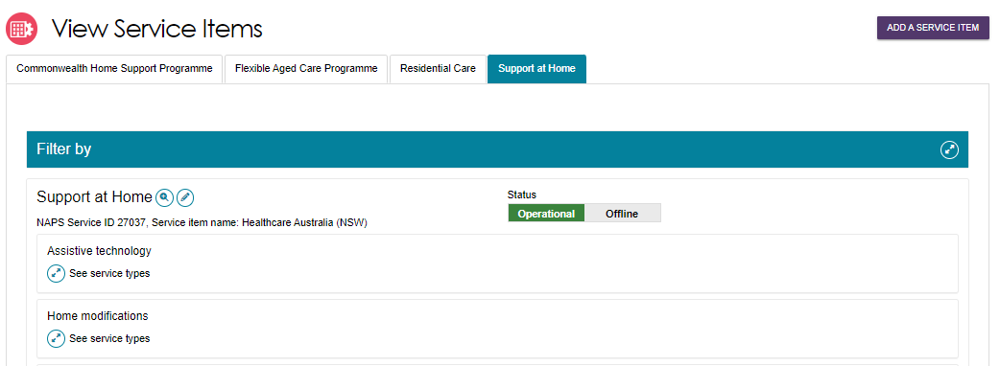 View Service Items
ADD A SERVICE ITEM
Commonwealth Home Support Programme
Flexible Aged Care Programme
Residential Care
Support at Home
Filter by
Support at Home
Status
Operational
Offline
NAPS Service ID 27037, Service item name: Healthcare Australia (NSW)
Assistive technology
See service types
Home modifications
See service types